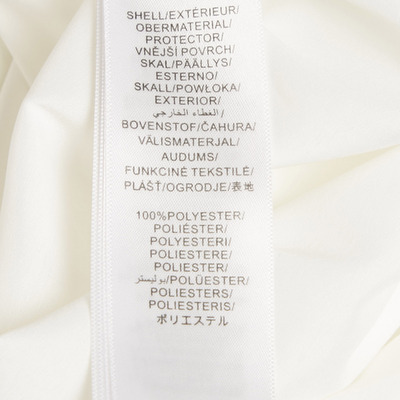 SHELL/EXTÉRIEUR/
OBERMATERIAL/
PROTECTOR/
VNĚJŠÍ POVRCH/
SKAL/PÄÄLLYS/
ESTERNO/
SKALL/POWŁOKA/
EXTERIOR/
الغطاء الخارجي/
BOVENSTOF/ČAHURA/
VÄLISMATERJAL/
AUDUMS/
FUNKCINĖ TEKSTILĖ/
PLÁŠŤ/OGRODJE/表地
100%POLYESTER/
POLIÉSTER/
POLYESTERI/
POLIESTERE/
POLIESTER/
بوليستر/POLÜESTER/
POLIESTERS/
POLIESTERIS/
ポリエステル